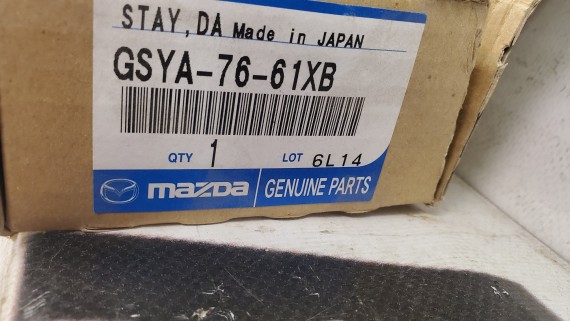 STAY, DA Made in JAPAN
GSYA-76-61XB
QTY 1 LOT 6L14
mazda GENUINE PARTS